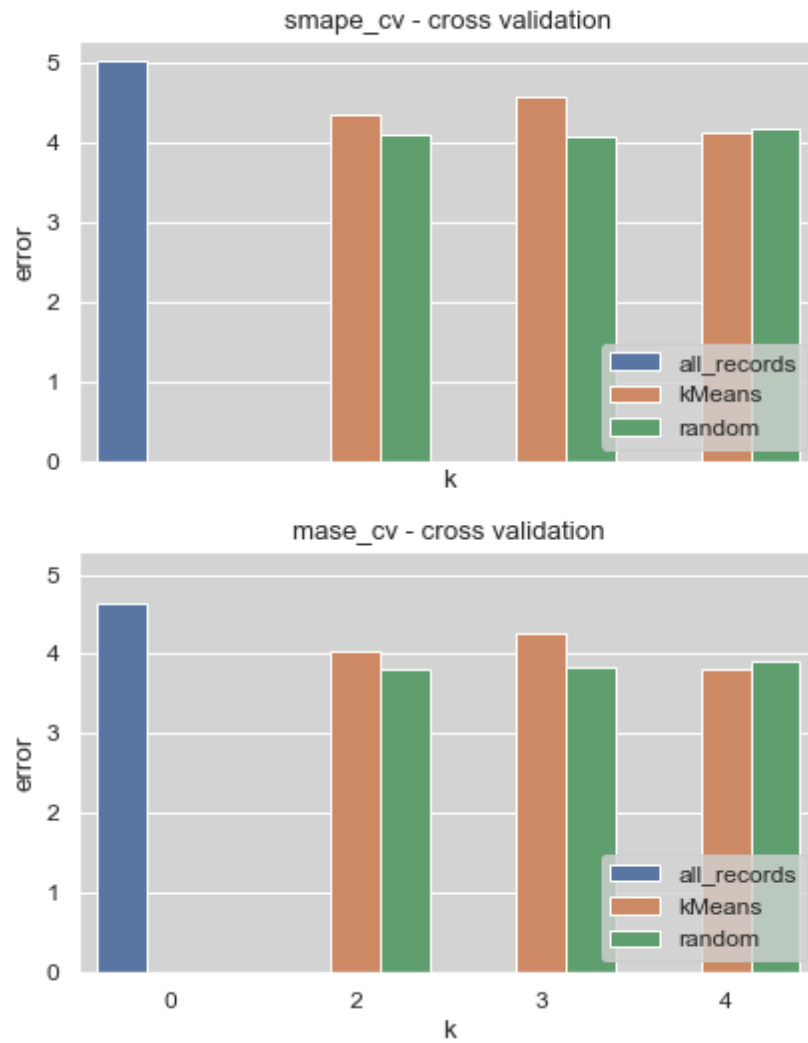 smape_cv - cross validation
5
4
3
2
1
0
error
all_records
kMeans
random
k
mase_cv - cross validation
5
4
3
2
1
0
error
all_records
kMeans
random
0 2 3 4
k